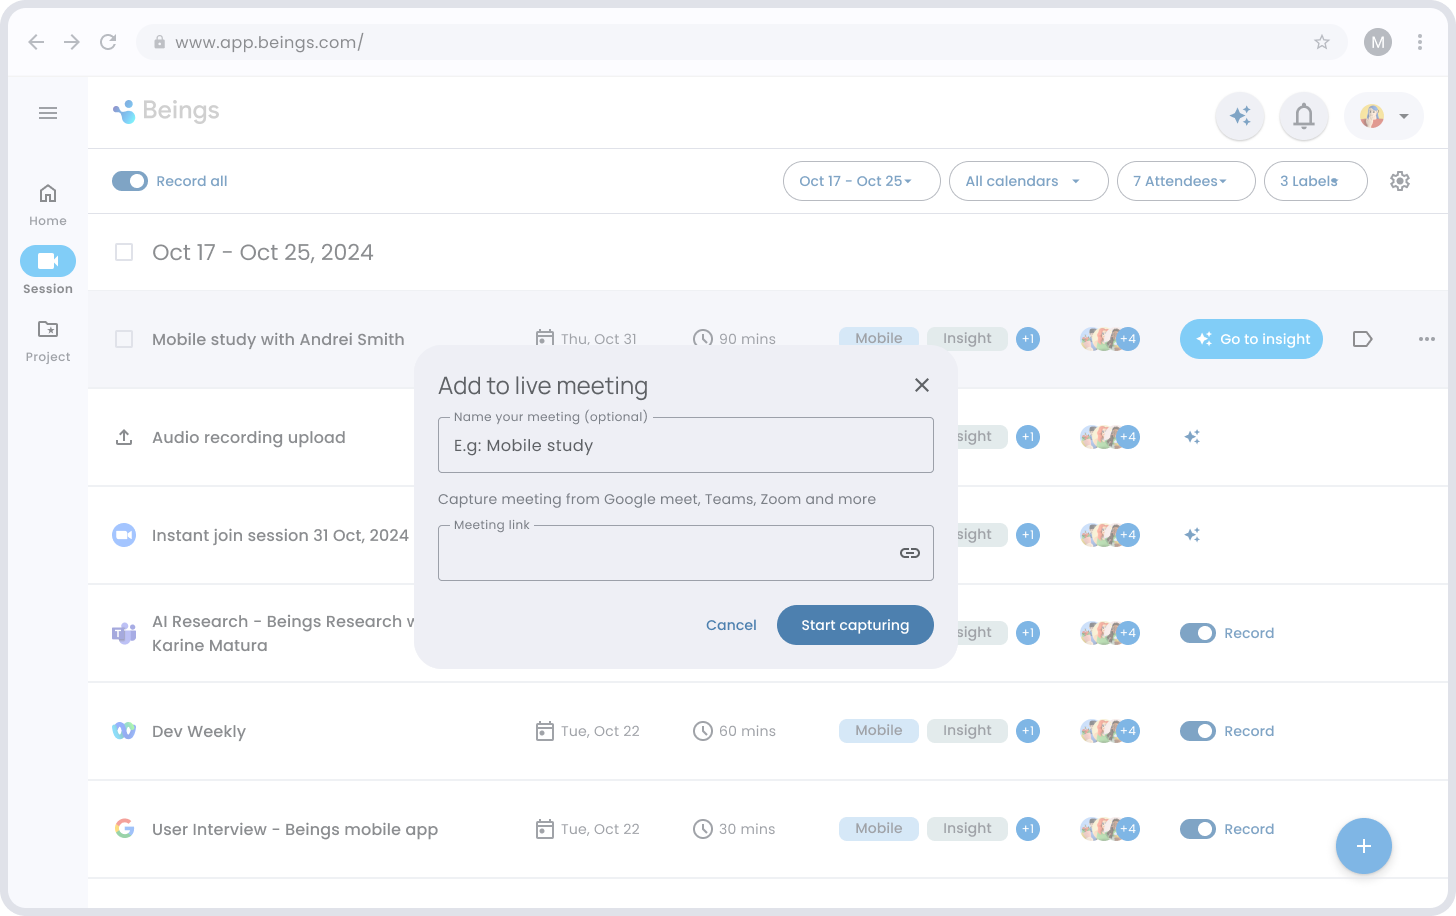 www.app.beings.com/
M
Beings
Record all
Oct 17 - Oct 25
All calendars
7 Attendees
3 Labels
Home
Session
Project
Oct 17 - Oct 25, 2024
Mobile study with Andrei Smith
Thu, Oct 31
90 mins
Mobile
Insight
+1
+4
Go to insight
Add to live meeting
Name your meeting (optional)
E.g: Mobile study
Capture meeting from Google meet, Teams, Zoom and more
Meeting link
Cancel
Start capturing
Audio recording upload
sight
+1
+4
Instant join session 31 Oct, 2024
sight
+1
+4
AI Research - Beings Research
Karine Matura
sight
+1
+4
Record
Dev Weekly
Tue, Oct 22
60 mins
Mobile
Insight
+1
+4
Record
User Interview - Beings mobile app
Tue, Oct 22
30 mins
Mobile
Insight
+1
+4
Record